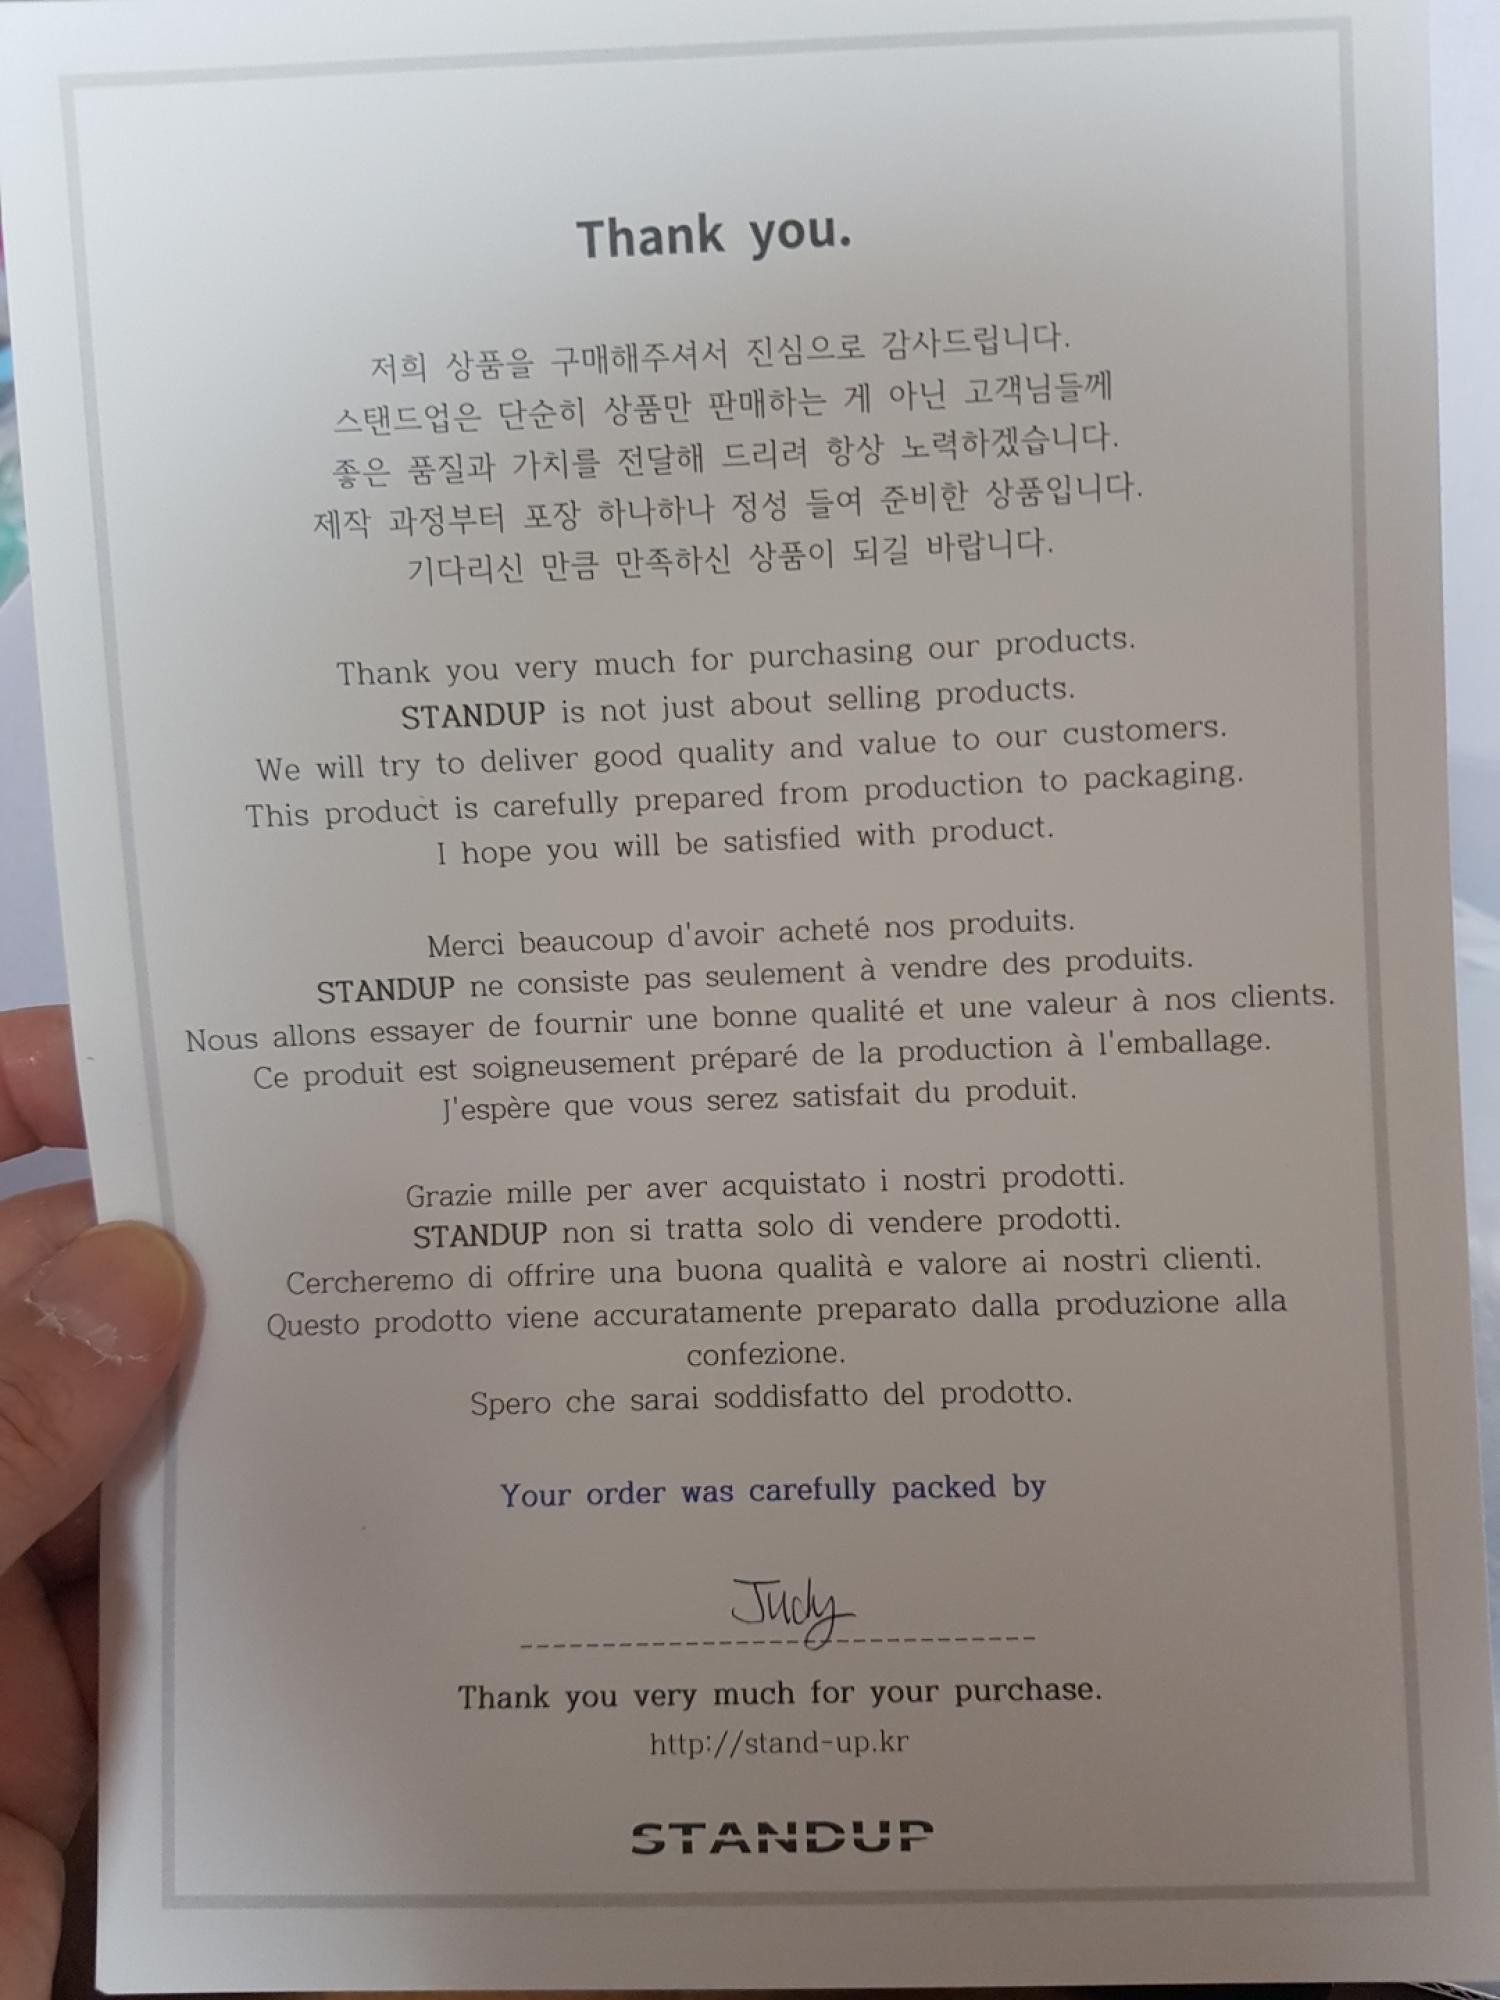 Thank you.
저희 상품을 구매해주셔서 진심으로 감사드립니다.
스탠드업은 단순히 상품만 판매하는 게 아닌 고객님들께
좋은 품질과 가치를 전달해 드리려 항상 노력하겠습니다.
제작 과정부터 포장 하나하나 정성 들여 준비한 상품입니다.
기다리신 만큼 만족하신 상품이 되길 바랍니다.
Thank you very much for purchasing our products.
STANDUP is not just about selling products.
We will try to deliver good quality and value to our customers.
This product is carefully prepared from production to packaging.
I hope you will be satisfied with product.
Merci beaucoup d'avoir acheté nos produits.
STANDUP ne consiste pas seulement à vendre des produits.
Nous allons essayer de fournir une bonne qualité et une valeur à nos clients.
Ce produit est soigneusement préparé de la production à l'emballage.
J'espère que vous serez satisfait du produit.
Grazie mille per aver acquistato i nostri prodotti.
STANDUP non si tratta solo di vendere prodotti.
Cercheremo di offrire una buona qualità e valore ai nostri clienti.
Questo prodotto viene accuratamente preparato dalla produzione alla
confezione.
Spero che sarai soddisfatto del prodotto.
Your order was carefully packed by
Judy
Thank you very much for your purchase.
http://stand-up.kr
STANDUP